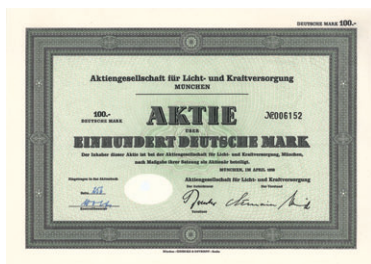 DEUTSCHE MARK 100.-
Aktiengesellschaft für Licht- und Kraftversorgung
MÜNCHEN
100.-
DEUTSCHE MARK
AKTIE
№006152
ÜBER
EINHUNDERT DEUTSCHE MARK
Der Inhaber dieser Aktie ist bei der Aktiengesellschaft für Licht- und Kraftversorgung, München,
nach Maßgabe ihrer Satzung als Aktionär beteiligt.
MÜNCHEN, IM APRIL
Aktiengesellschaft für Licht- und Kraftversorgung
Der Aufsichtsrat
Der Vorstand